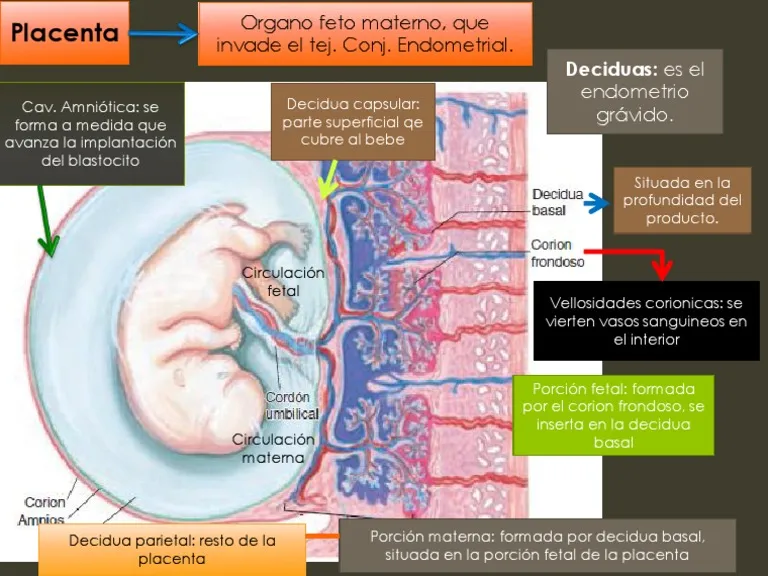 Placenta
Organo feto materno, que
invade el tej. Conj. Endometrial.
Deciduas: es el
endometrio
grávido.
Cav. Amniótica: se
forma a medida que
avanza la implantación
del blastocito
Decidua capsular:
parte superficial qe
cubre al bebe
Decidua
basal
Situada en la
profundidad del
producto.
Corion
frondoso
Circulación
fetal
Vellosidades corionicas: se
vierten vasos sanguineos en
el interior
Cordón
umbilical
Porción fetal: formada
por el corion frondoso, se
inserta en la decidua
basal
Circulación
materna
Corion
Amnios
Decidua parietal: resto de la
placenta
Porción materna: formada por decidua basal,
situada en la porción fetal de la placenta